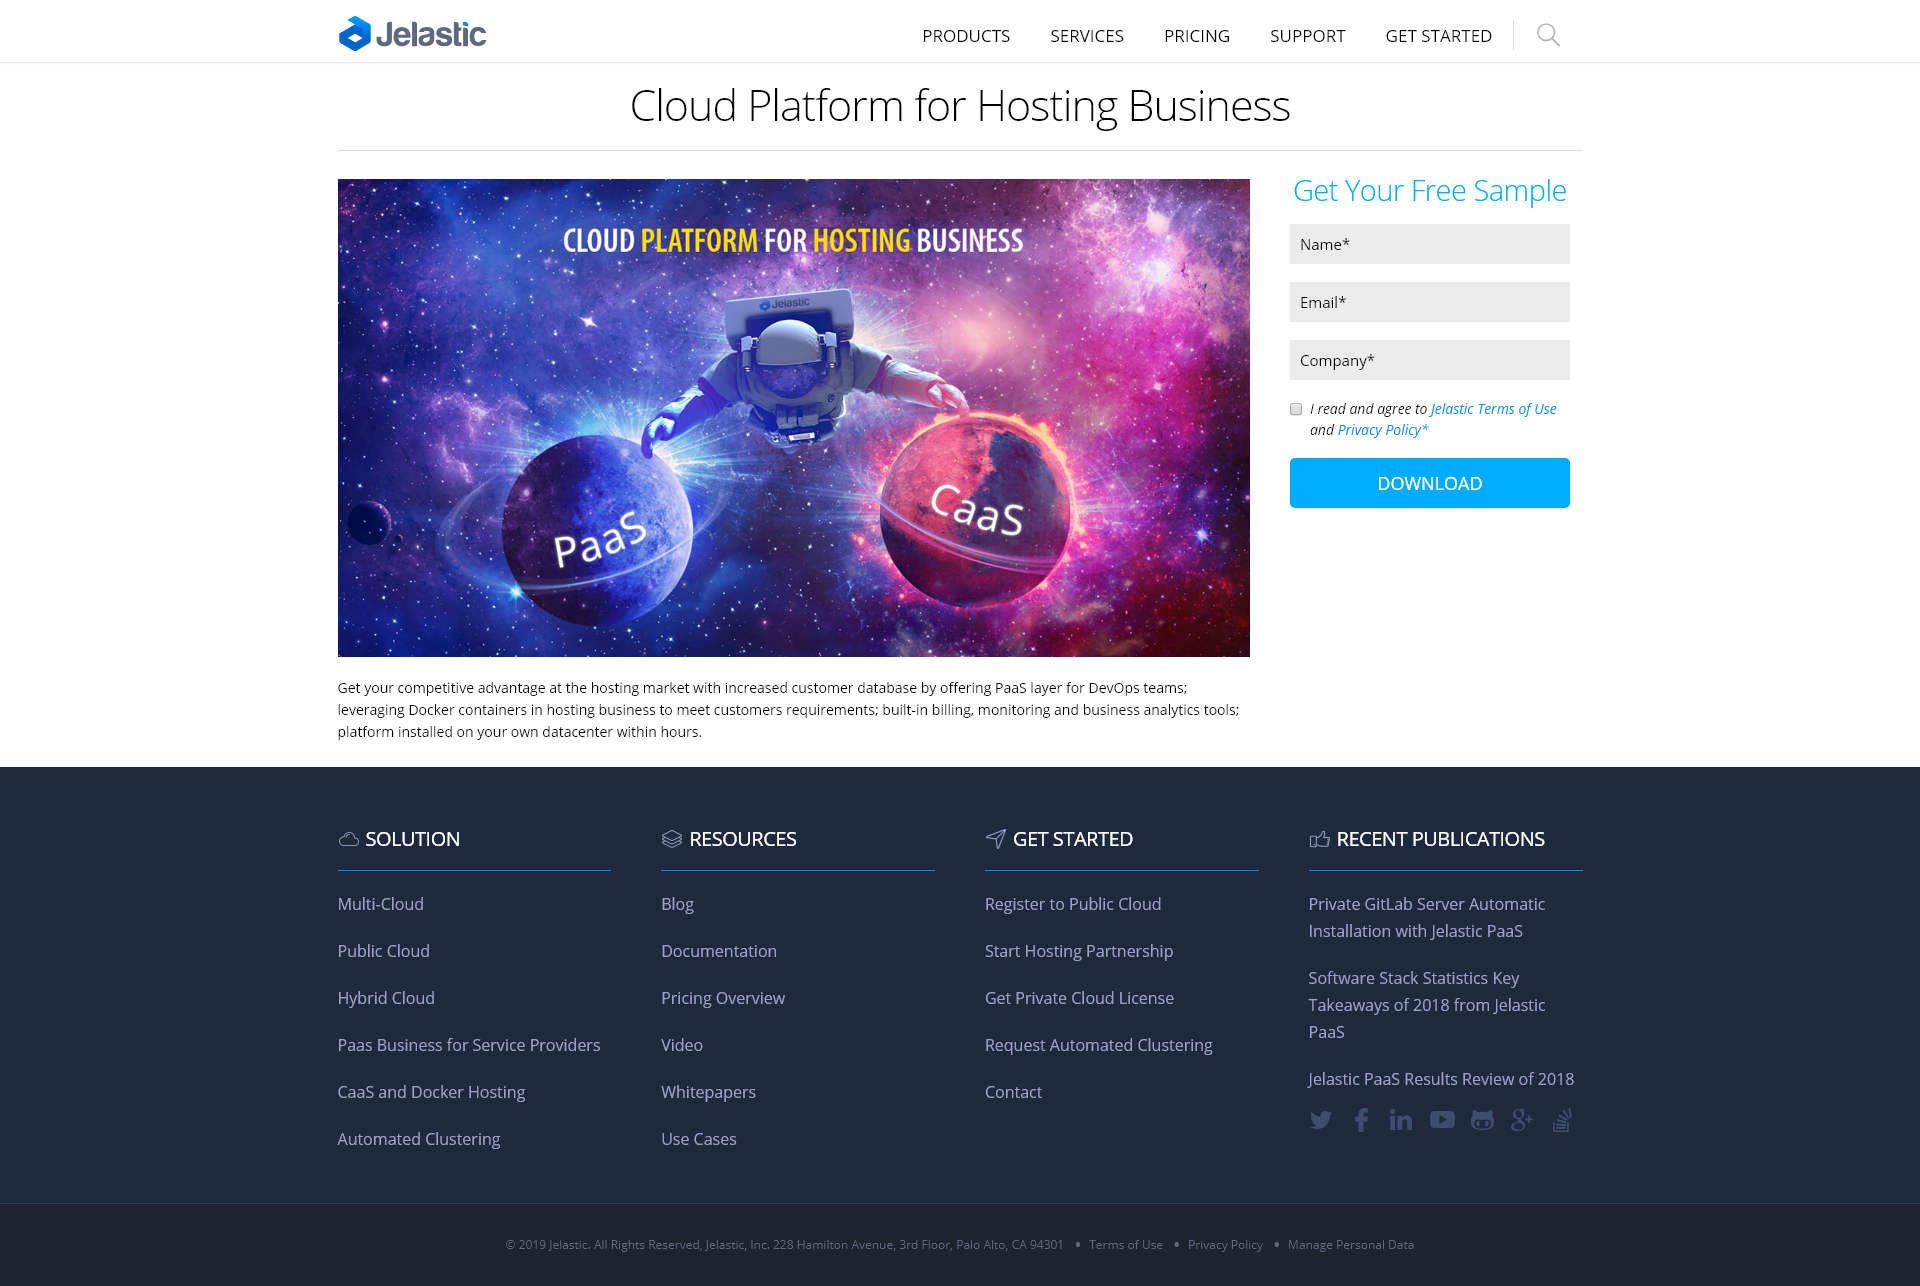 Jelastic
PRODUCTS
SERVICES
PRICING
SUPPORT
GET STARTED
Cloud Platform for Hosting Business
CLOUD PLATFORM FOR HOSTING BUSINESS
Jelastic
PaaS
CaaS
Get your competitive advantage at the hosting market with increased customer database by offering PaaS layer for DevOps teams;
leveraging Docker containers in hosting business to meet customers requirements; built-in billing, monitoring and business analytics tools;
platform installed on your own datacenter within hours.
Get Your Free Sample
Name*
Email*
Company*
I read and agree to Jelastic Terms of Use
and Privacy Policy*
DOWNLOAD
SOLUTION
Multi-Cloud
Public Cloud
Hybrid Cloud
Paas Business for Service Providers
CaaS and Docker Hosting
Automated Clustering
RESOURCES
Blog
Documentation
Pricing Overview
Video
Whitepapers
Use Cases
GET STARTED
Register to Public Cloud
Start Hosting Partnership
Get Private Cloud License
Request Automated Clustering
Contact
RECENT PUBLICATIONS
Private GitLab Server Automatic
Installation with Jelastic PaaS
Software Stack Statistics Key
Takeaways of 2018 from Jelastic
PaaS
Jelastic PaaS Results Review of 2018
© 2019 Jelastic. All Rights Reserved, Jelastic, Inc. 228 Hamilton Avenue, 3rd Floor, Palo Alto, CA 94301 • Terms of Use • Privacy Policy • Manage Personal Data